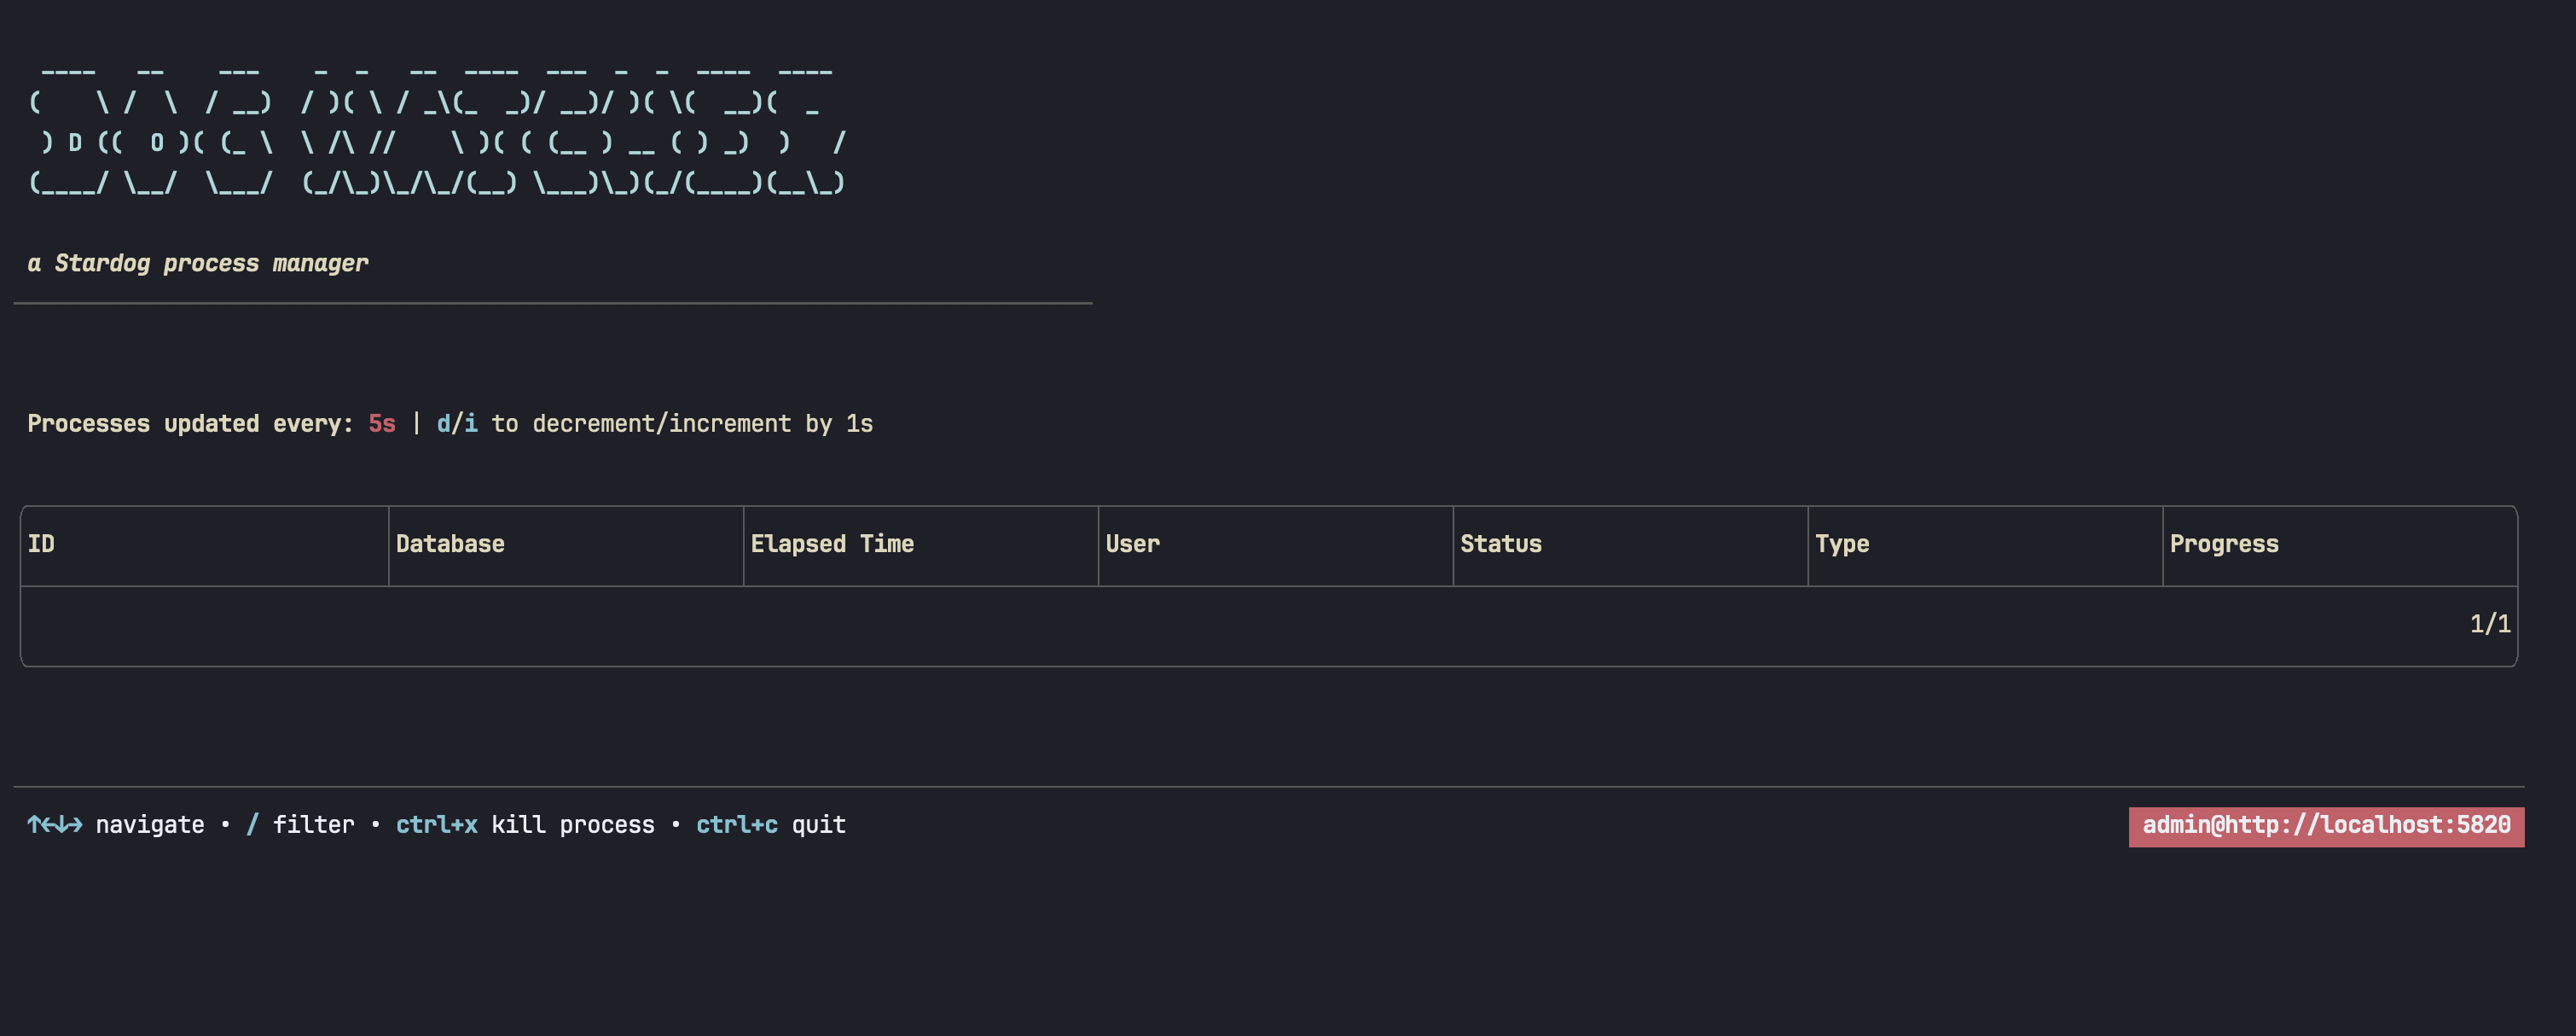 ____   __    ___    _  _   __  ____  ___  _  _  ____  ____
(    \ /  \  / __)  / )( \ / _\(_  _)/ __)/ )( \(  __)(  _
 ) D ((  O )( (_ \  \ /\ //    \ )( ( (__ ) __ ( ) _)  )   /
(____/ \__/  \___/  (_/\_)\_/\_/(__) \___)\_)(_/(____)(__\_)
a Stardog process manager
Processes updated every: 5s | d/i to decrement/increment by 1s
ID Database Elapsed Time User Status Type Progress
1/1
↑←↓→ navigate • / filter • ctrl+x kill process • ctrl+c quit admin@http://localhost:5820